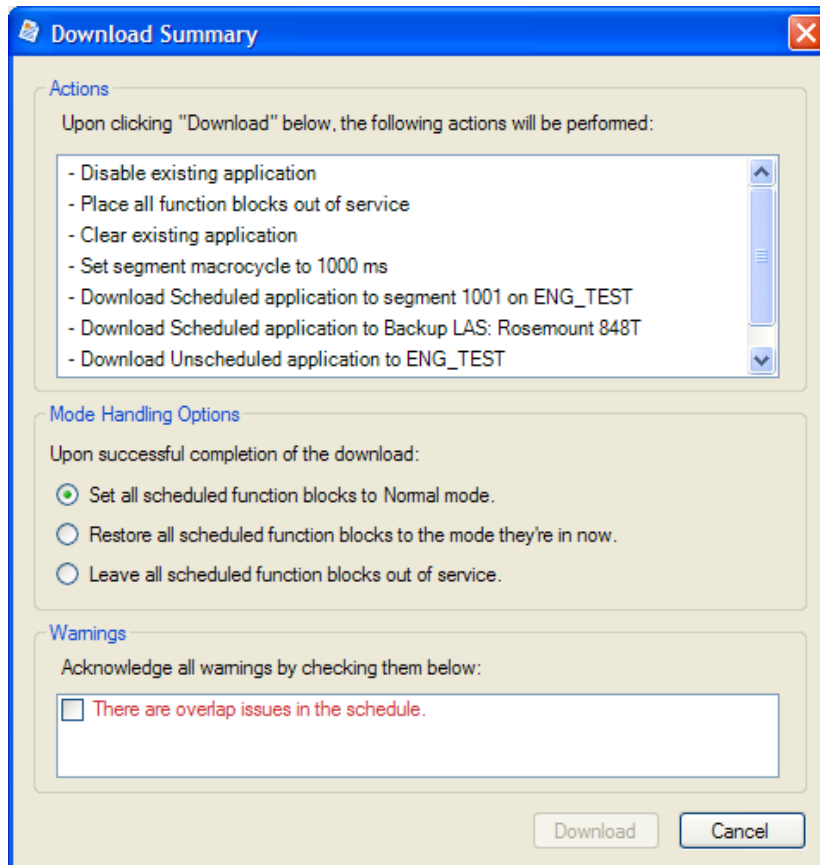 Download Summary
Actions
Upon clicking "Download" below, the following actions will be performed:
- Disable existing application
- Place all function blocks out of service
- Clear existing application
- Set segment macrocycle to 1000 ms
- Download Scheduled application to segment 1001 on ENG_TEST
- Download Scheduled application to Backup LAS: Rosemount 848T
- Download Unscheduled application to ENG_TEST
Mode Handling Options
Upon successful completion of the download:
Set all scheduled function blocks to Normal mode.
Restore all scheduled function blocks to the mode they're in now.
Leave all scheduled function blocks out of service.
Warnings
Acknowledge all warnings by checking them below:
There are overlap issues in the schedule.
Download Cancel